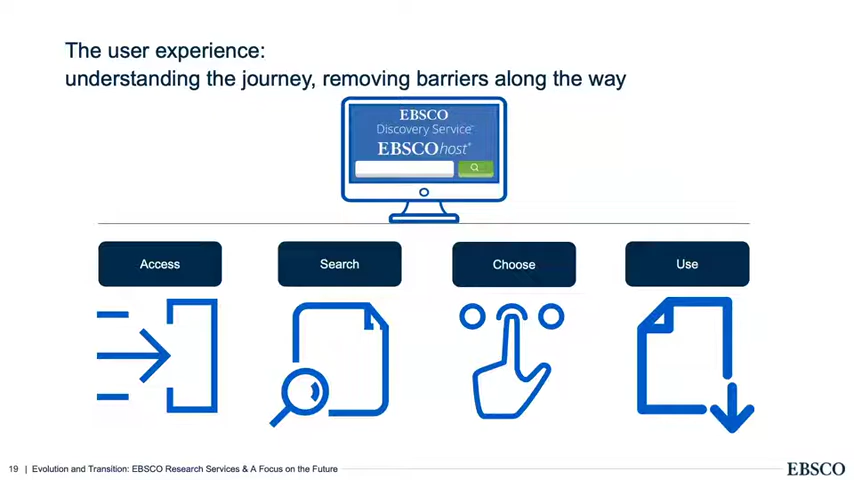 The user experience:
understanding the journey, removing barriers along the way
EBSCO
Discovery Service™
EBSCOhost®
Access
Search
Choose
Use
19 | Evolution and Transition: EBSCO Research Services & A Focus on the Future
EBSCO